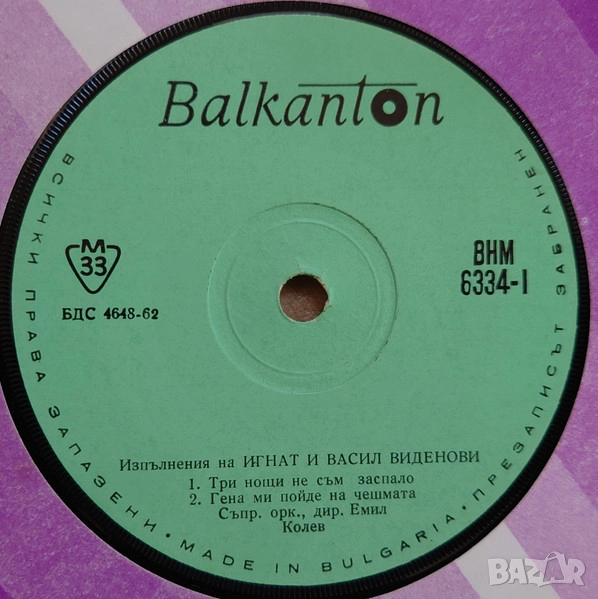 Balkanton
ВСИЧКИ ПРАВА ЗАПАЗЕНИ · MADE IN BULGARIA · ПРЕЗАПИСЪТ ЗАБРАНЕН
М
33
БДС 4648-62
ВНМ
6334-I
Изпълнения на ИГНАТ И ВАСИЛ ВИДЕНОВИ
1. Три нощи не съм заспало
2. Гена ми пойде на чешмата
Съпр. орк., дир. Емил
Колев
BAZAR